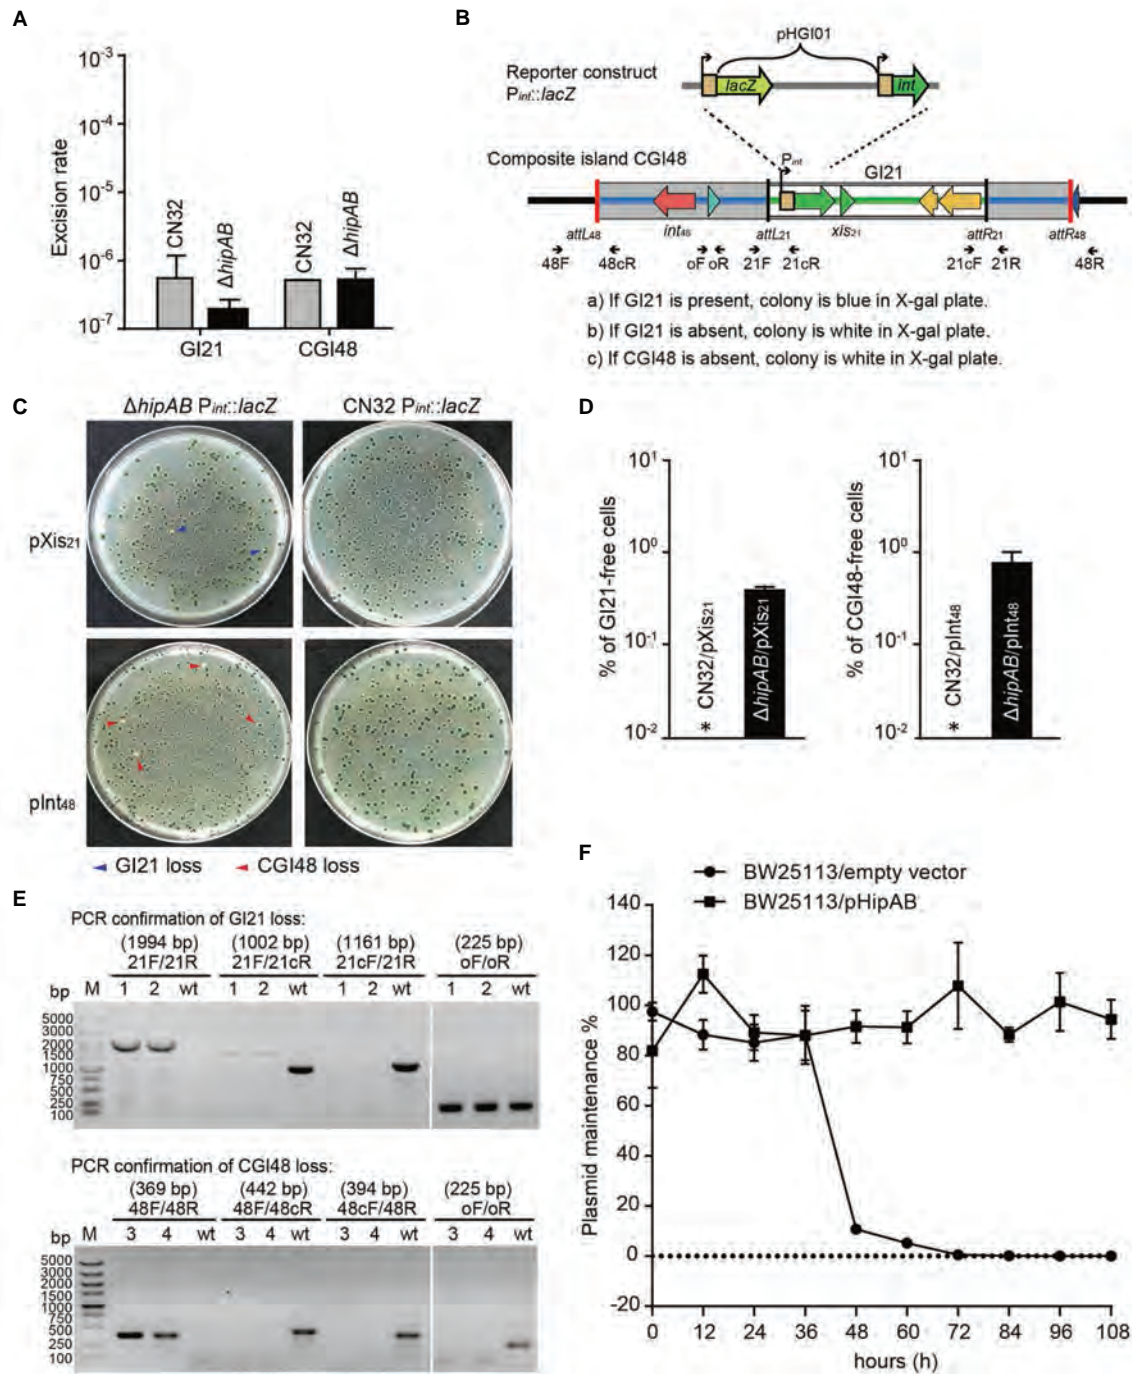 A
Excision rate
10-3
10-4
10-5
10-6
10-7
CN32
ΔhipAB
CN32
ΔhipAB
GI21
CGI48
B
pHGI01
Reporter construct
Pint::lacZ
lacZ
int
Composite island CGI48
Pint
GI21
attL48
int48
attL21
xis21
attR21
attR48
48F
48cR
oF oR
21F
21cR
21cF 21R
48R
a) If GI21 is present, colony is blue in X-gal plate.
b) If GI21 is absent, colony is white in X-gal plate.
c) If CGI48 is absent, colony is white in X-gal plate.
C
ΔhipAB Pint::lacZ
CN32 Pint::lacZ
pXis21
pInt48
GI21 loss
CGI48 loss
D
% of GI21-free cells
101
100
10-1
10-2
* CN32/pXis21
ΔhipAB/pXis21
% of CGI48-free cells
101
100
10-1
10-2
* CN32/pInt48
ΔhipAB/pInt48
E
PCR confirmation of GI21 loss:
(1994 bp) (1002 bp) (1161 bp) (225 bp)
21F/21R 21F/21cR 21cF/21R oF/oR
bp M 1 2 wt 1 2 wt 1 2 wt 1 2 wt
5000
3000
2000
1500
1000
750
500
250
100
PCR confirmation of CGI48 loss:
(369 bp) (442 bp) (394 bp) (225 bp)
48F/48R 48F/48cR 48cF/48R oF/oR
bp M 3 4 wt 3 4 wt 3 4 wt 3 4 wt
5000
3000
2000
1500
1000
750
500
250
100
F
BW25113/empty vector
BW25113/pHipAB
Plasmid maintenance %
140
120
100
80
60
40
20
0
-20
0 12 24 36 48 60 72 84 96 108
hours (h)